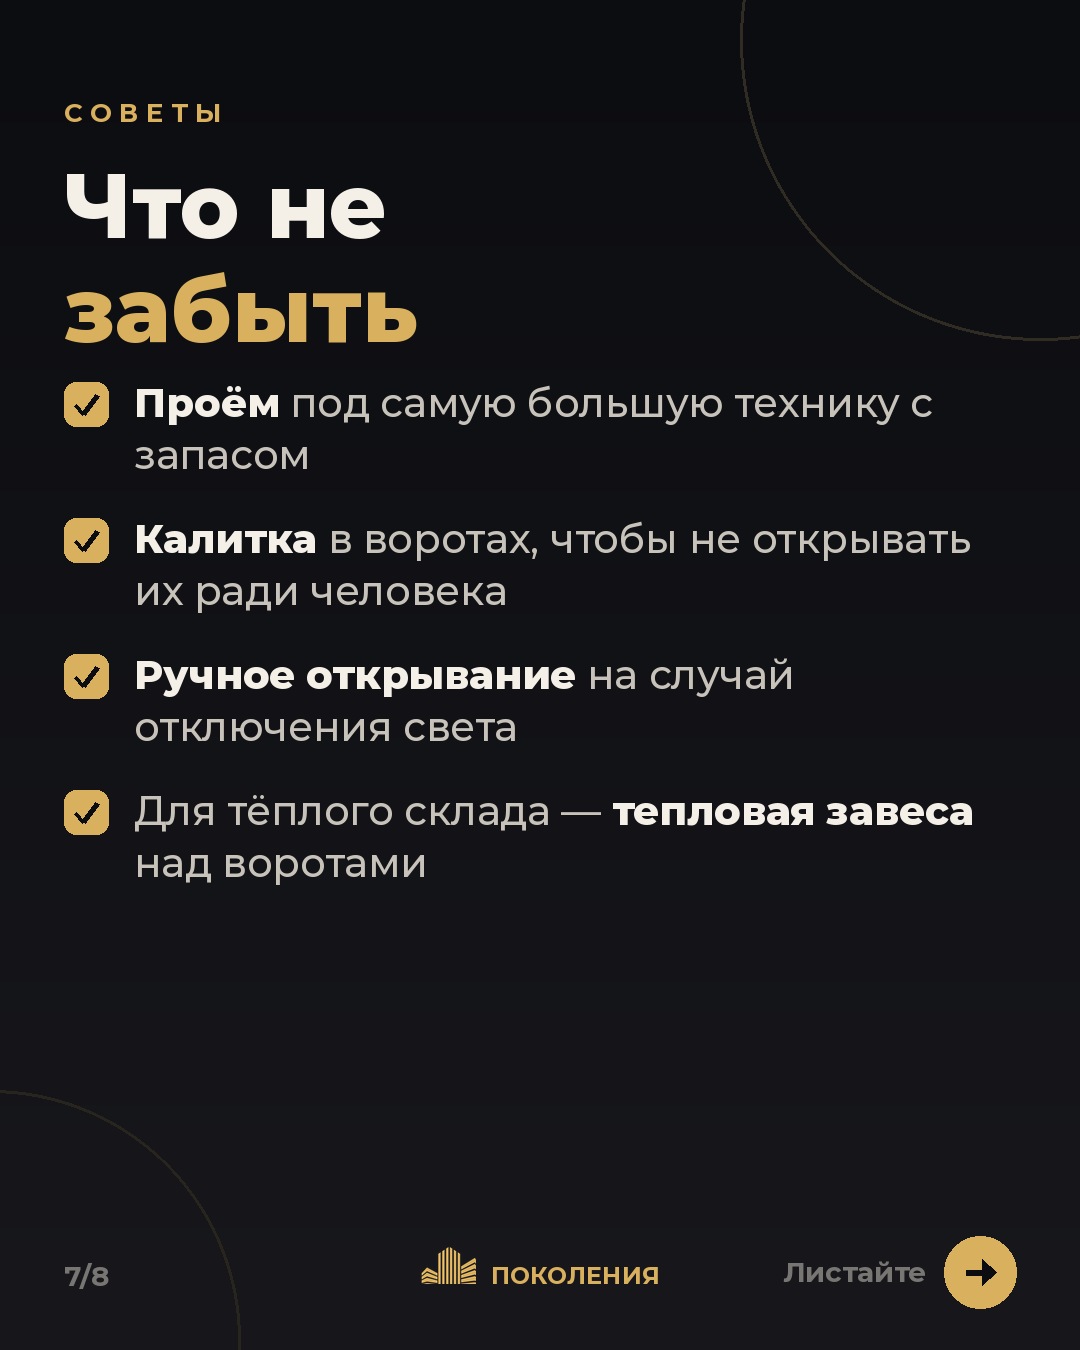 СОВЕТЫ
Что не
забыть
Проём под самую большую технику с
запасом
Калитка в воротах, чтобы не открывать
их ради человека
Ручное открывание на случай
отключения света
Для тёплого склада — тепловая завеса
над воротами
7/8
ПОКОЛЕНИЯ
Листайте